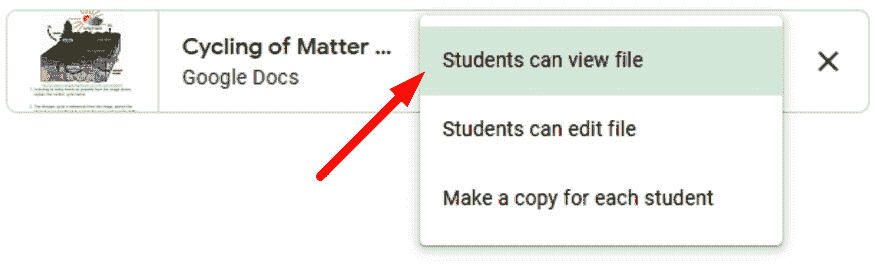 Cycling of Matter ...
Google Docs
Students can view file
Students can edit file
Make a copy for each student